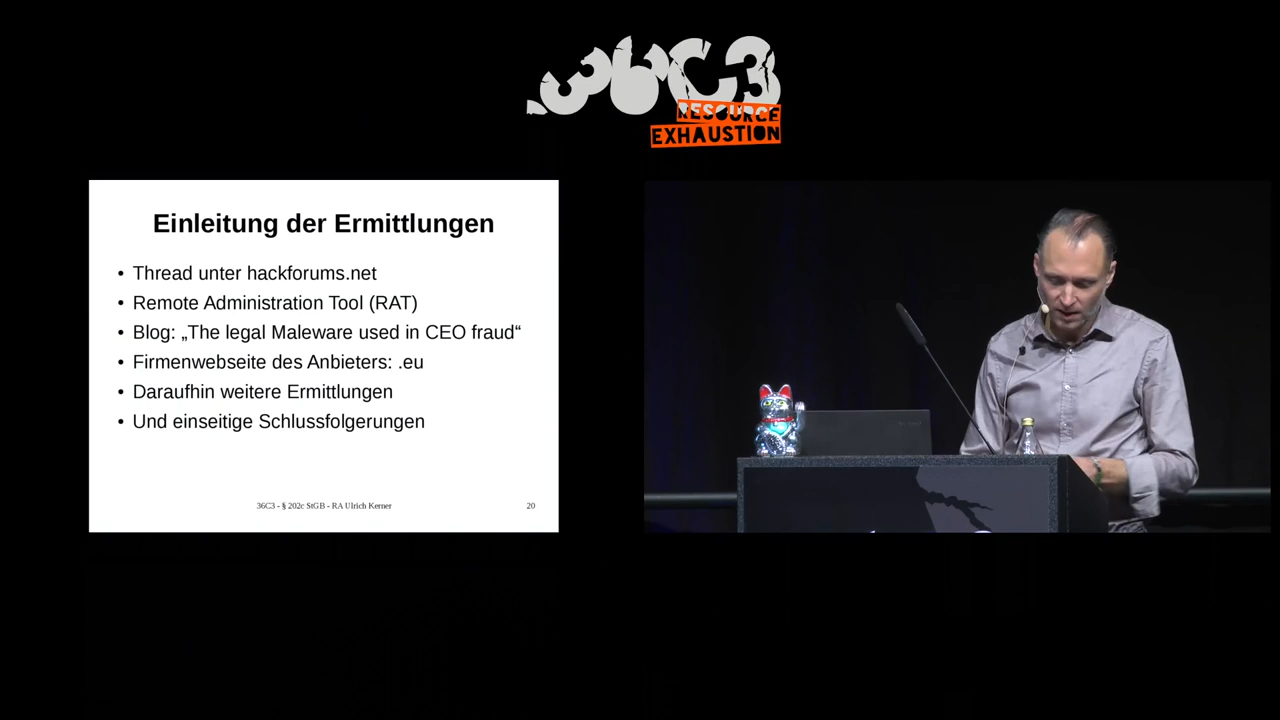 36C3
RESOURCE
EXHAUSTION
Einleitung der Ermittlungen
• Thread unter hackforums.net
• Remote Administration Tool (RAT)
• Blog: „The legal Maleware used in CEO fraud“
• Firmenwebseite des Anbieters: .eu
• Daraufhin weitere Ermittlungen
• Und einseitige Schlussfolgerungen
36C3 - § 202c StGB - RA Ulrich Kerner
20